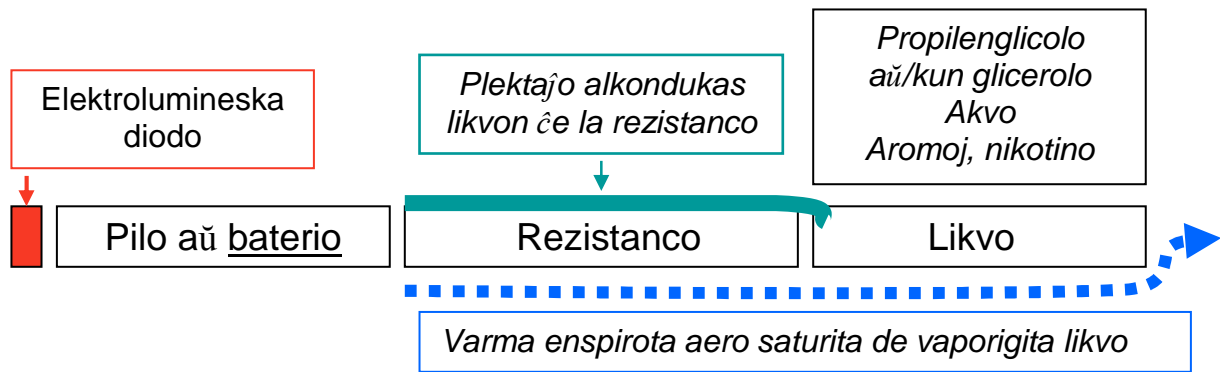 Elektrolumineska
diodo
Plektaĵo alkondukas
likvon ĉe la rezistanco
Propilenglicolo
aŭ/kun glicerolo
Akvo
Aromoj, nikotino
Pilo aŭ baterio
Rezistanco
Likvo
Varma enspirota aero saturita de vaporigita likvo